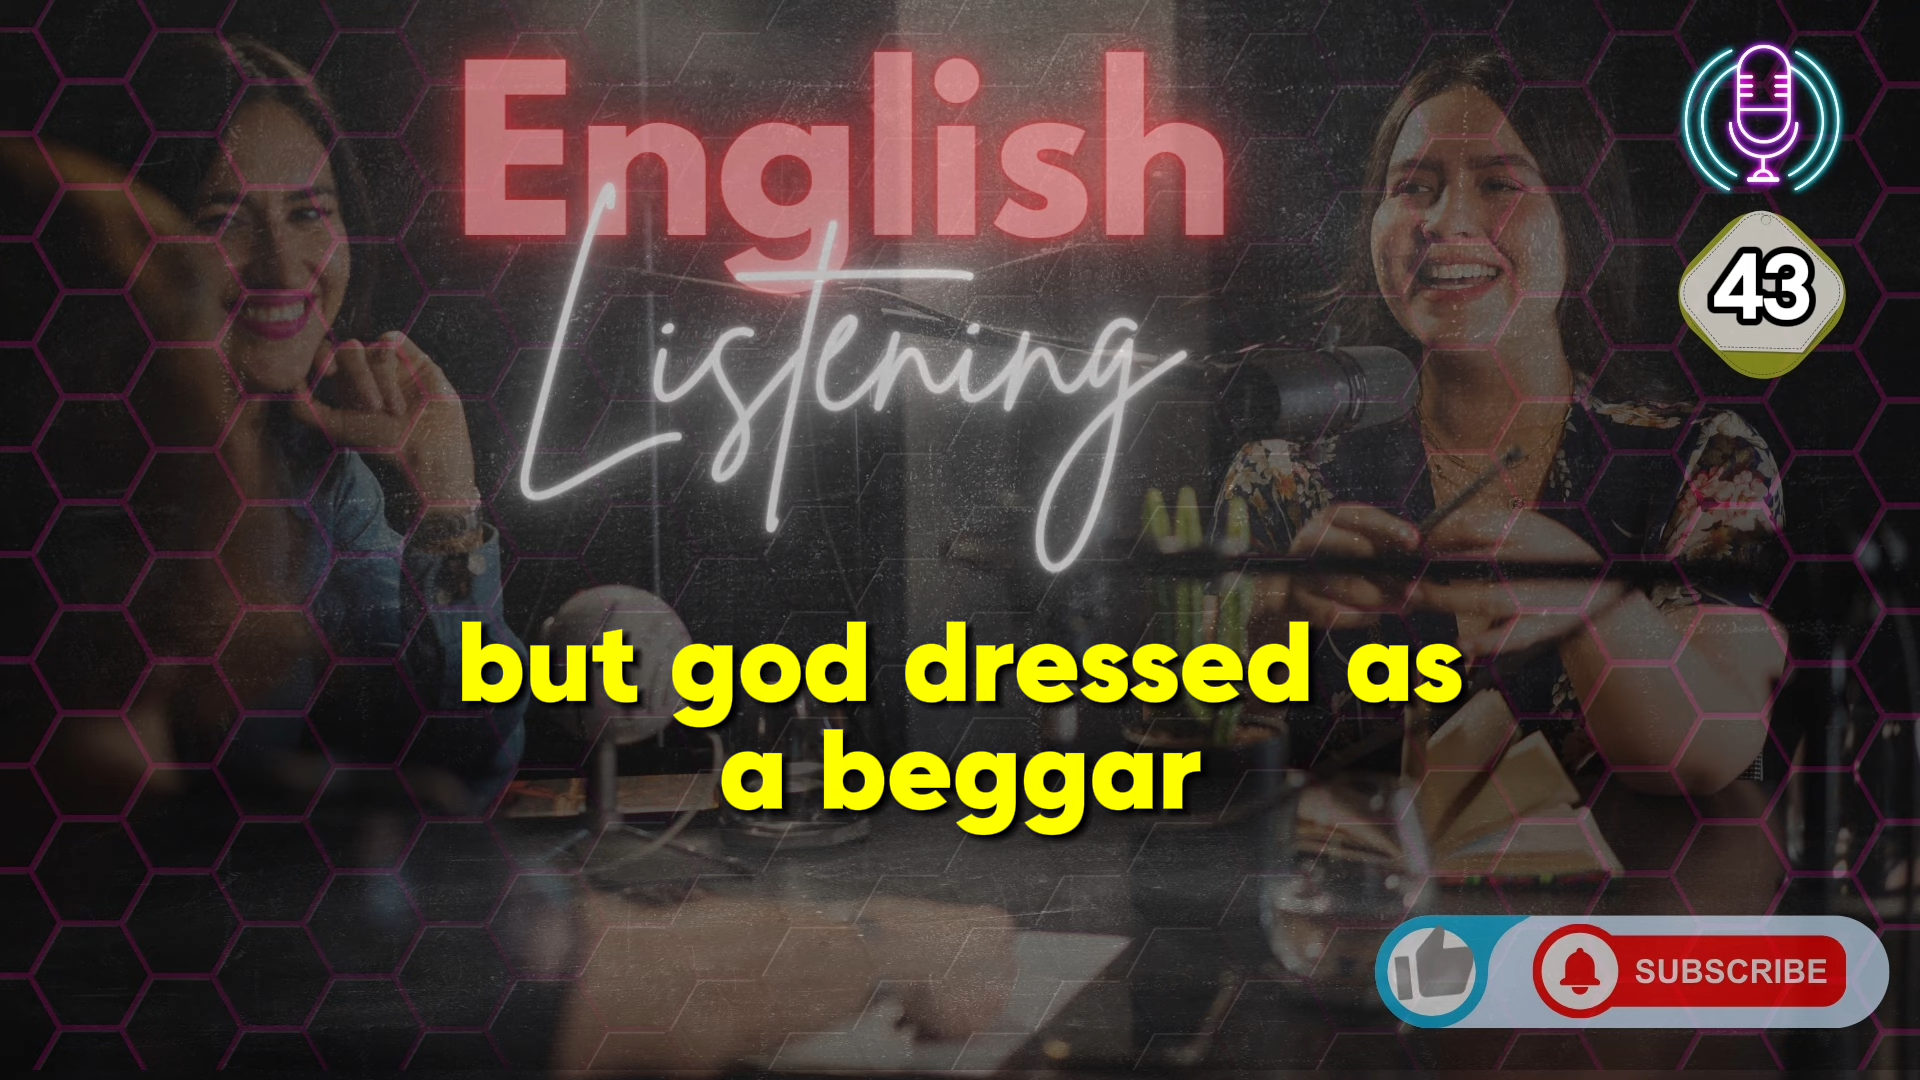 English
Listening
43
but god dressed as
a beggar
SUBSCRIBE